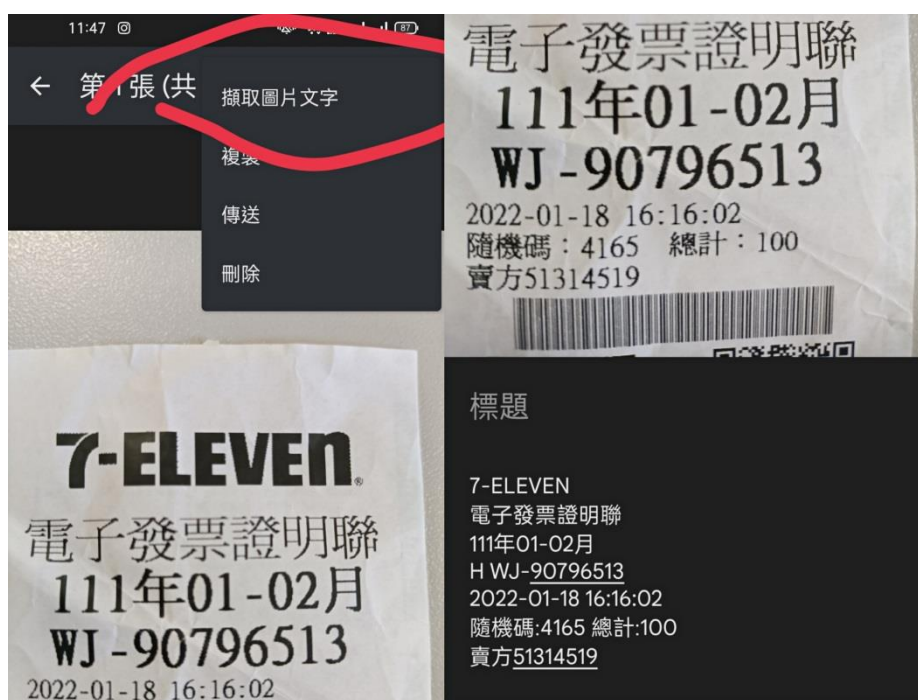 11:47
87
← 第1張 (共
擷取圖片文字
複製
傳送
刪除
7-ELEVEN®
電子發票證明聯
111年01-02月
WJ-90796513
2022-01-18 16:16:02
電子發票證明聯
111年01-02月
WJ-90796513
2022-01-18 16:16:02
隨機碼：4165 總計：100
賣方51314519
標題
7-ELEVEN
電子發票證明聯
111年01-02月
H WJ-90796513
2022-01-18 16:16:02
隨機碼:4165 總計:100
賣方51314519